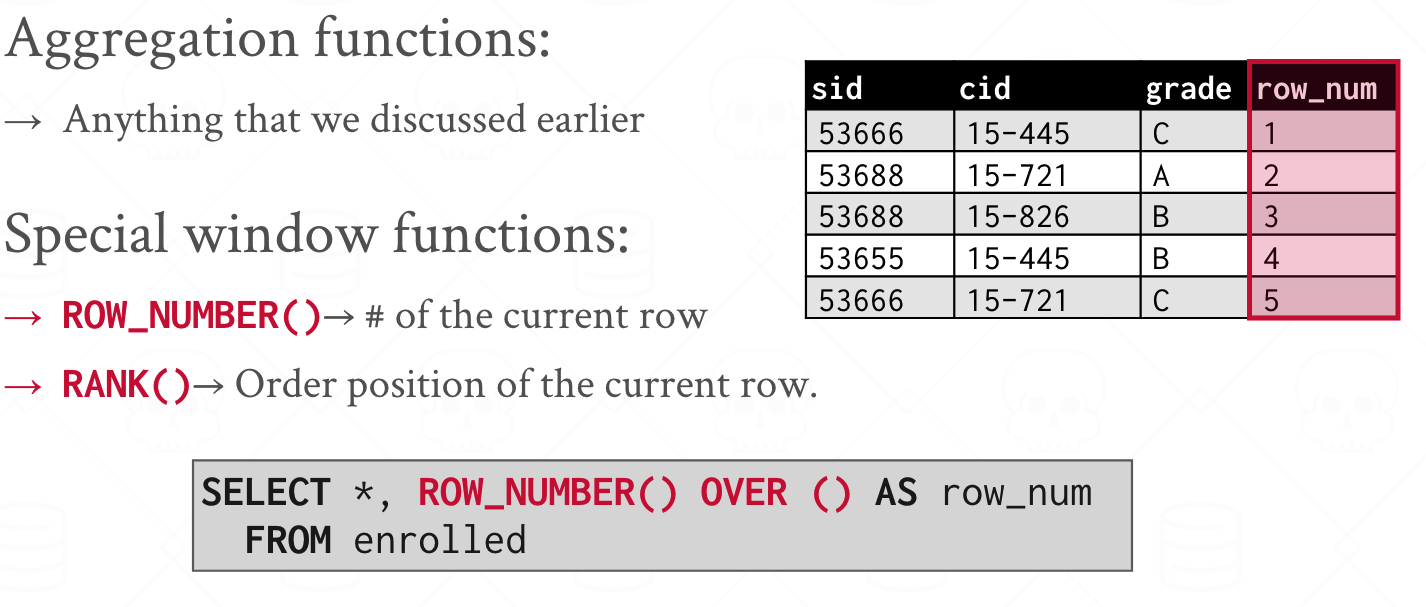 Aggregation functions:
→ Anything that we discussed earlier
Special window functions:
→ ROW_NUMBER()→ # of the current row
→ RANK()→ Order position of the current row.
sid cid grade row_num
53666 15-445 C 1
53688 15-721 A 2
53688 15-826 B 3
53655 15-445 B 4
53666 15-721 C 5
SELECT *, ROW_NUMBER() OVER () AS row_num
FROM enrolled